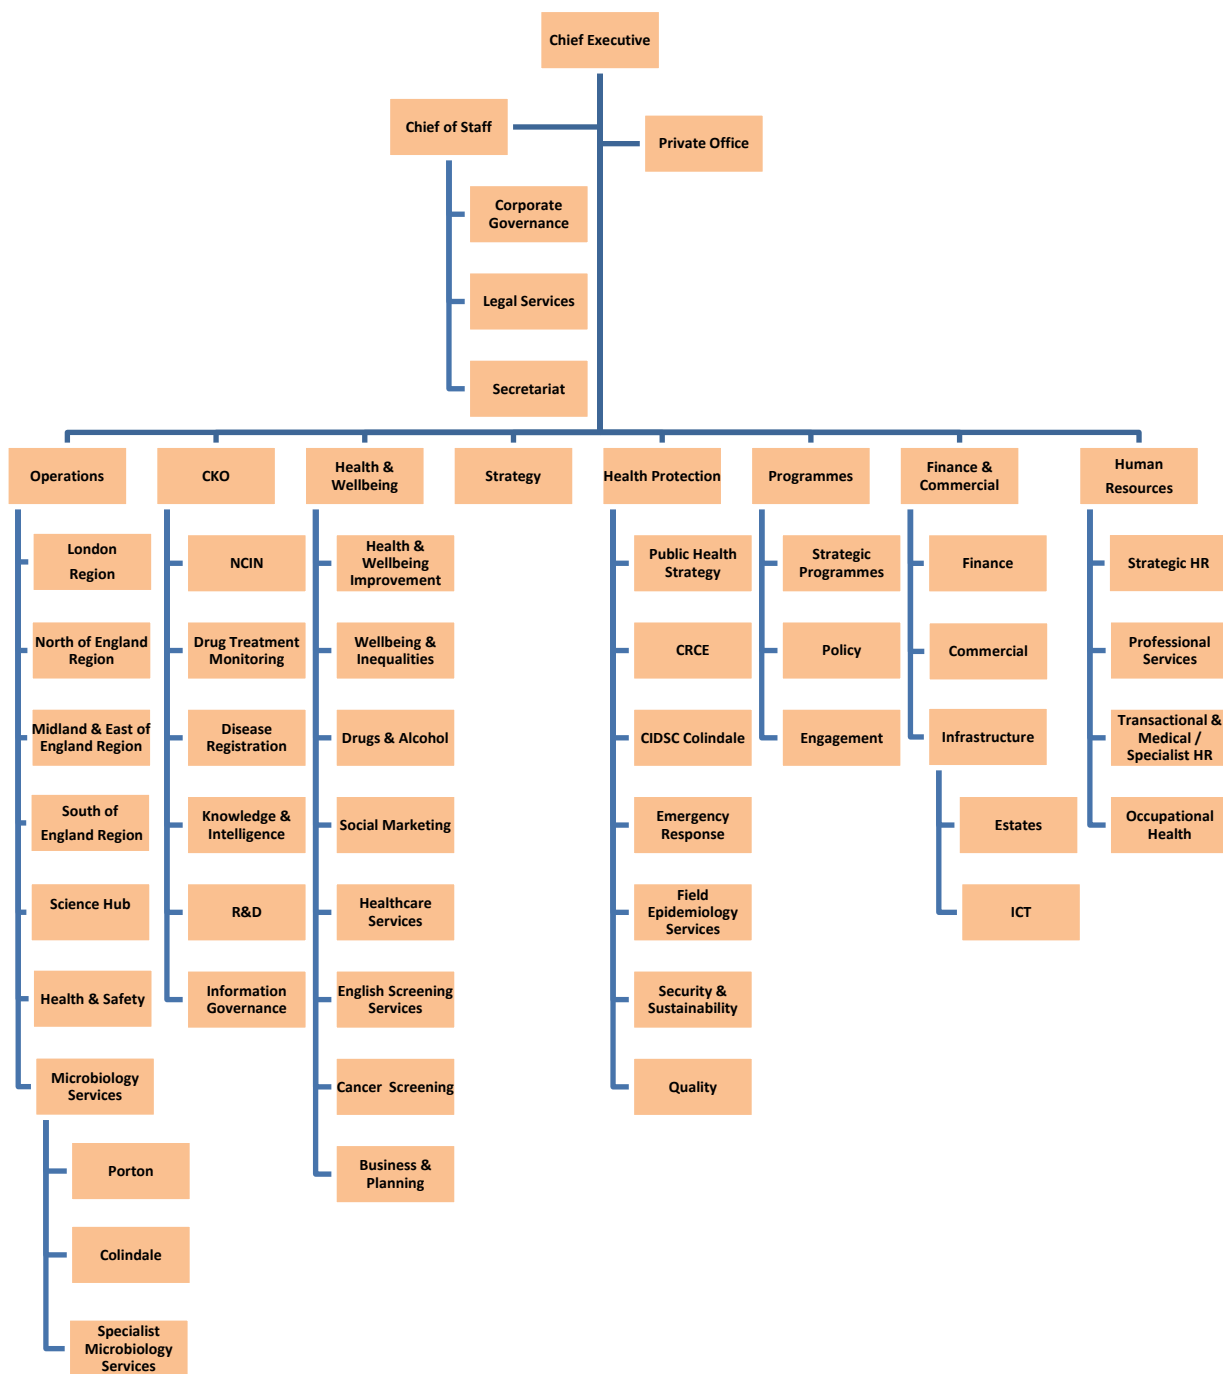 Chief Executive
Chief of Staff
Private Office
Corporate
Governance
Legal Services
Secretariat
Operations
CKO
Health &
Wellbeing
Strategy
Health Protection
Programmes
Finance &
Commercial
Human
Resources
London
Region
North of England
Region
Midland & East of
England Region
South of
England Region
Science Hub
Health & Safety
Microbiology
Services
Porton
Colindale
Specialist
Microbiology
Services
NCIN
Drug Treatment
Monitoring
Disease
Registration
Knowledge &
Intelligence
R&D
Information
Governance
Health &
Wellbeing
Improvement
Wellbeing &
Inequalities
Drugs & Alcohol
Social Marketing
Healthcare
Services
English Screening
Services
Cancer Screening
Business &
Planning
Public Health
Strategy
CRCE
CIDSC Colindale
Emergency
Response
Field
Epidemiology
Services
Security &
Sustainability
Quality
Strategic
Programmes
Policy
Engagement
Finance
Commercial
Infrastructure
Estates
ICT
Strategic HR
Professional
Services
Transactional &
Medical /
Specialist HR
Occupational
Health